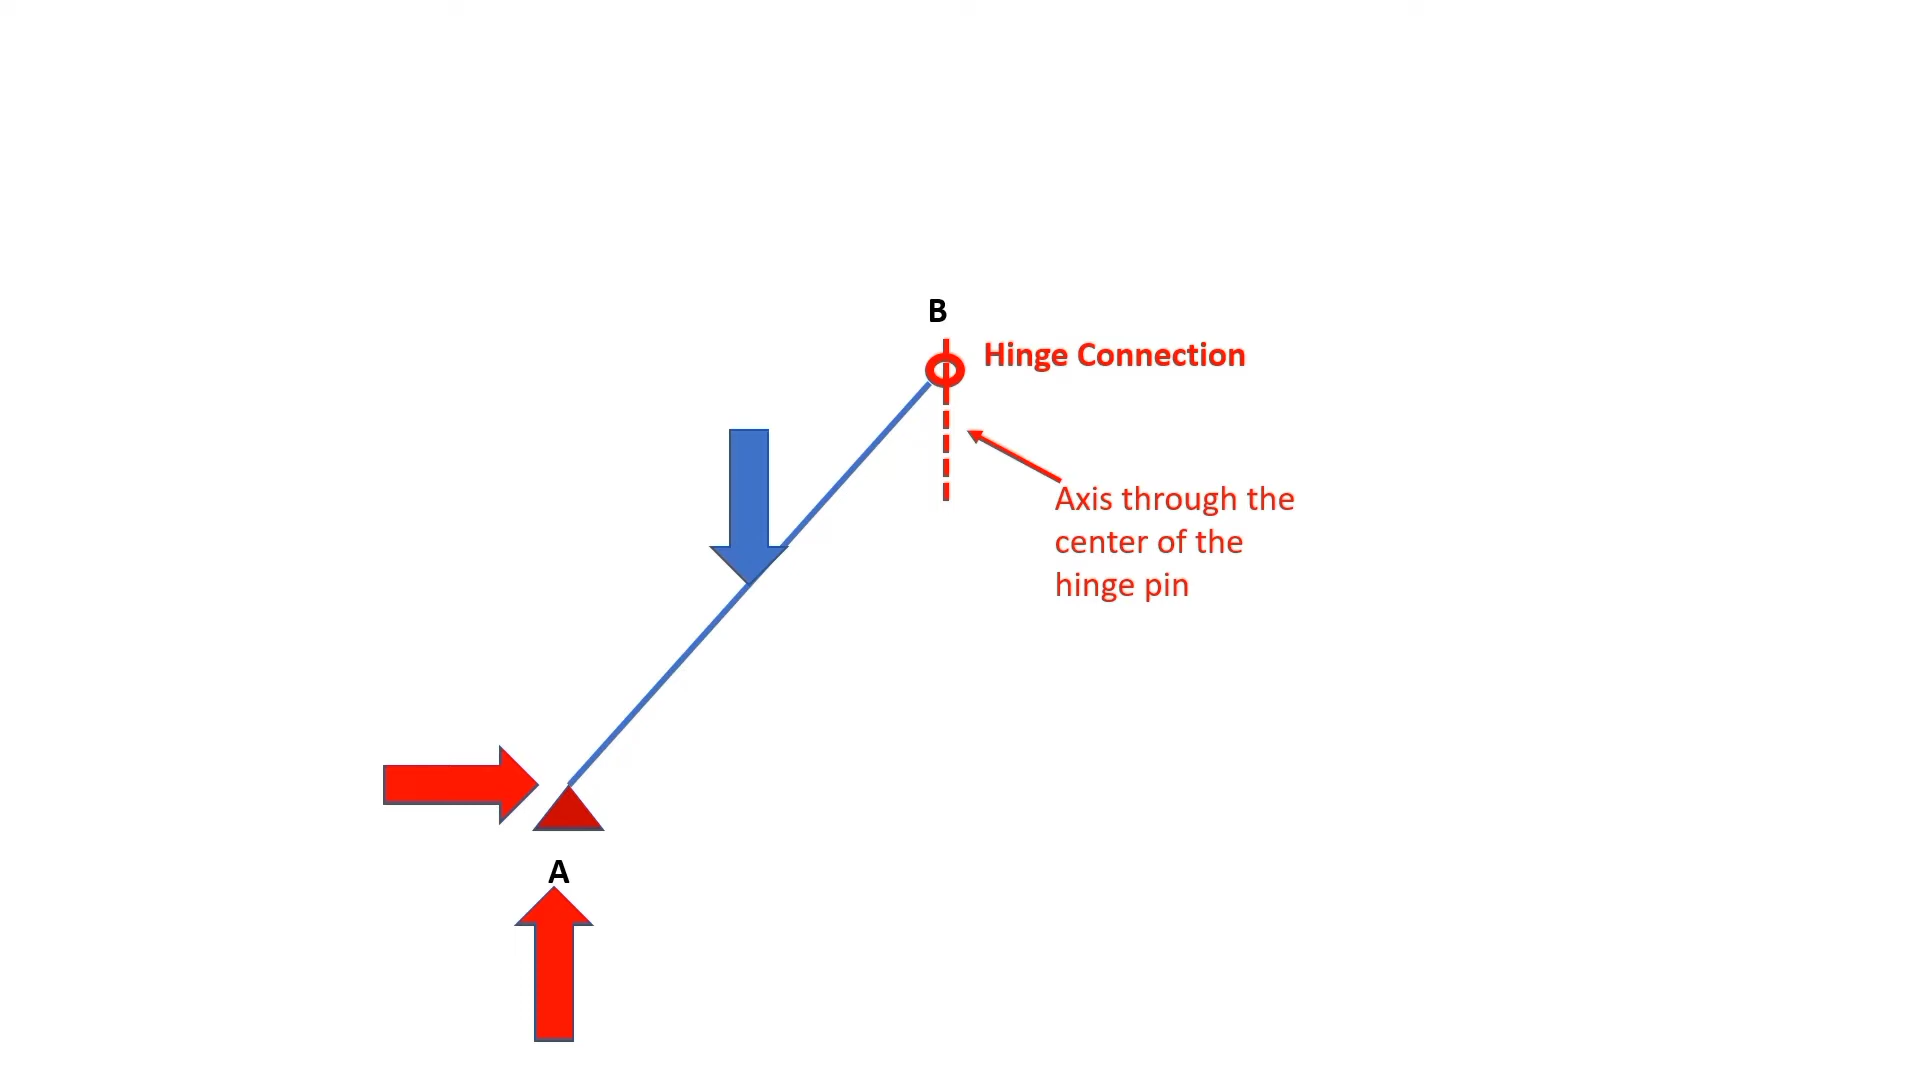 B
Hinge Connection
Axis through the
center of the
hinge pin
A